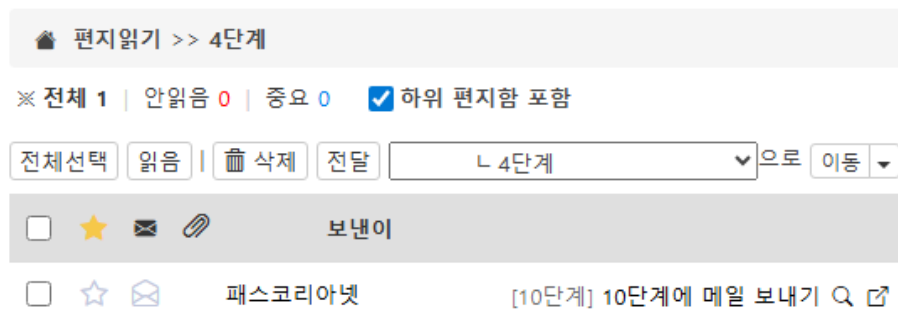 편지읽기 >> 4단계
※ 전체 1 | 안읽음 0 | 중요 0 하위 편지함 포함
전체선택 읽음 | 삭제 전달 ㄴ 4단계 으로 이동
보낸이
패스코리아넷 [10단계] 10단계에 메일 보내기